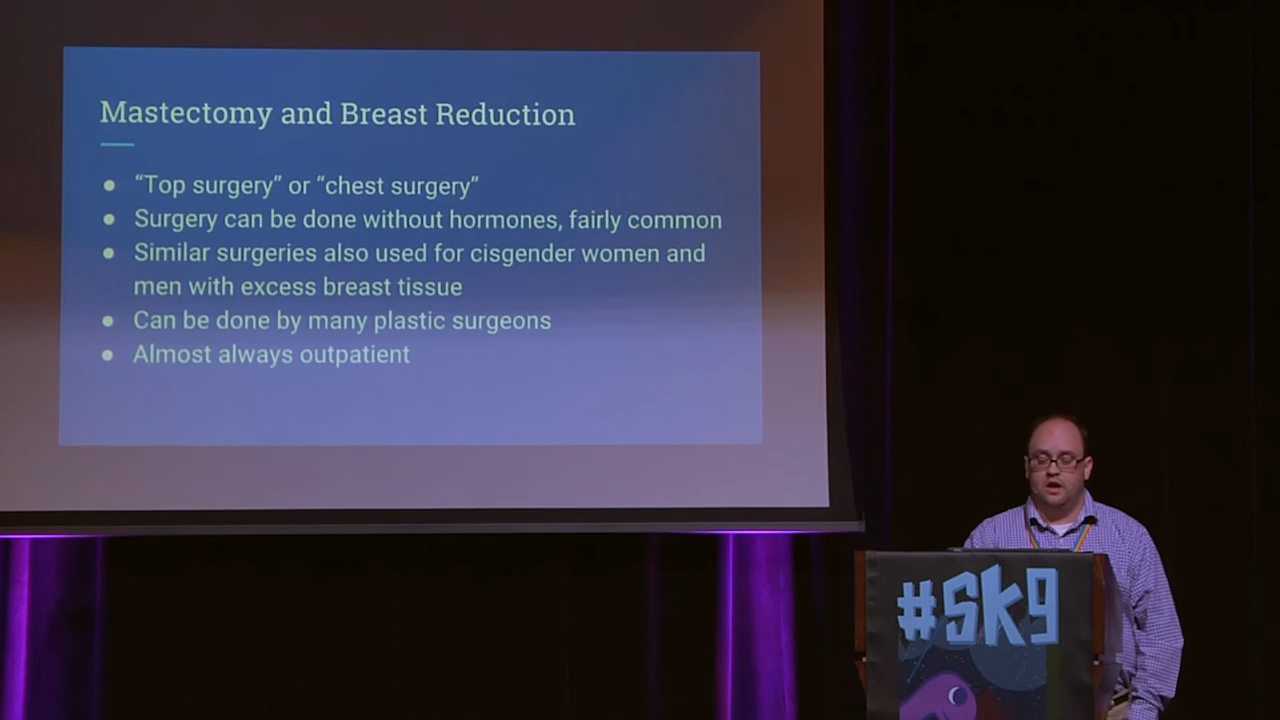 Mastectomy and Breast Reduction
● “Top surgery” or “chest surgery”
● Surgery can be done without hormones, fairly common
● Similar surgeries also used for cisgender women and
men with excess breast tissue
● Can be done by many plastic surgeons
● Almost always outpatient
#SK9